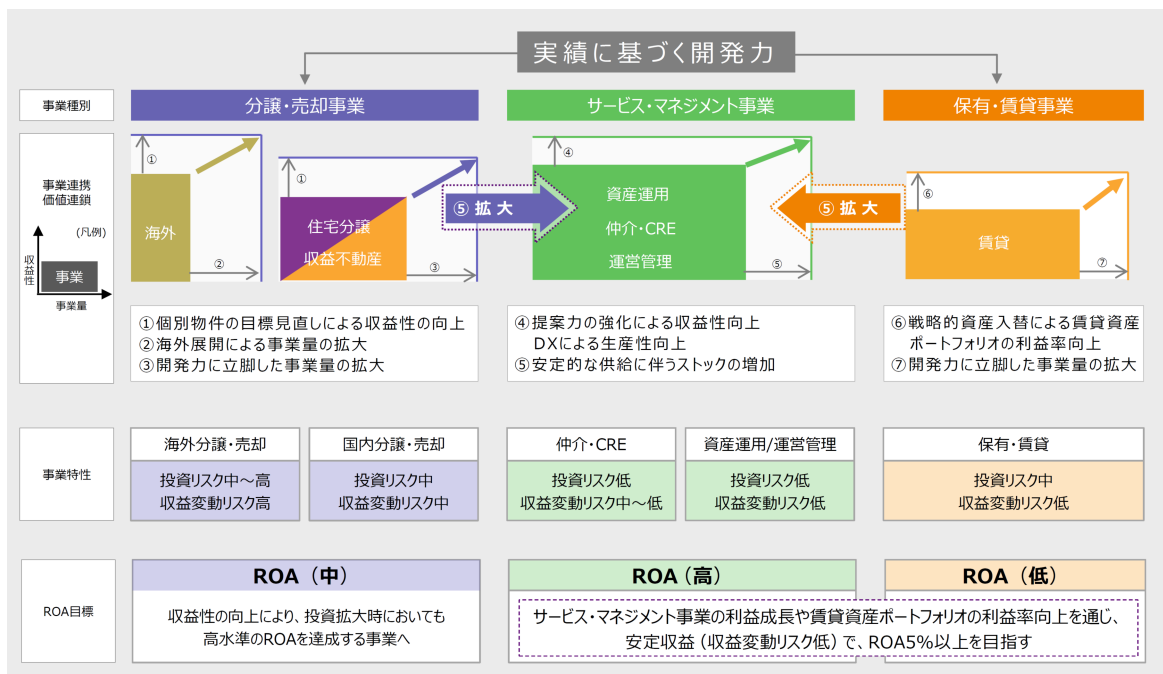 実績に基づく開発力
事業種別
分譲・売却事業
サービス・マネジメント事業
保有・賃貸事業
事業連携
価値連鎖
(凡例)
収益性
事業
事業量
①
海外
②
①
住宅分譲
収益不動産
③
⑤ 拡 大
④
資産運用
仲介・CRE
運営管理
⑤
⑤ 拡 大
⑥
賃貸
⑦
①個別物件の目標見直しによる収益性の向上
②海外展開による事業量の拡大
③開発力に立脚した事業量の拡大
④提案力の強化による収益性向上
DXによる生産性向上
⑤安定的な供給に伴うストックの増加
⑥戦略的資産入替による賃貸資産
ポートフォリオの利益率向上
⑦開発力に立脚した事業量の拡大
事業特性
海外分譲・売却
投資リスク中～高
収益変動リスク高
国内分譲・売却
投資リスク中
収益変動リスク中
仲介・CRE
投資リスク低
収益変動リスク中～低
資産運用/運営管理
投資リスク低
収益変動リスク低
保有・賃貸
投資リスク中
収益変動リスク低
ROA目標
ROA（中）
収益性の向上により、投資拡大時においても
高水準のROAを達成する事業へ
ROA（高）
ROA（低）
サービス・マネジメント事業の利益成長や賃貸資産ポートフォリオの利益率向上を通じ、
安定収益（収益変動リスク低）で、ROA5％以上を目指す